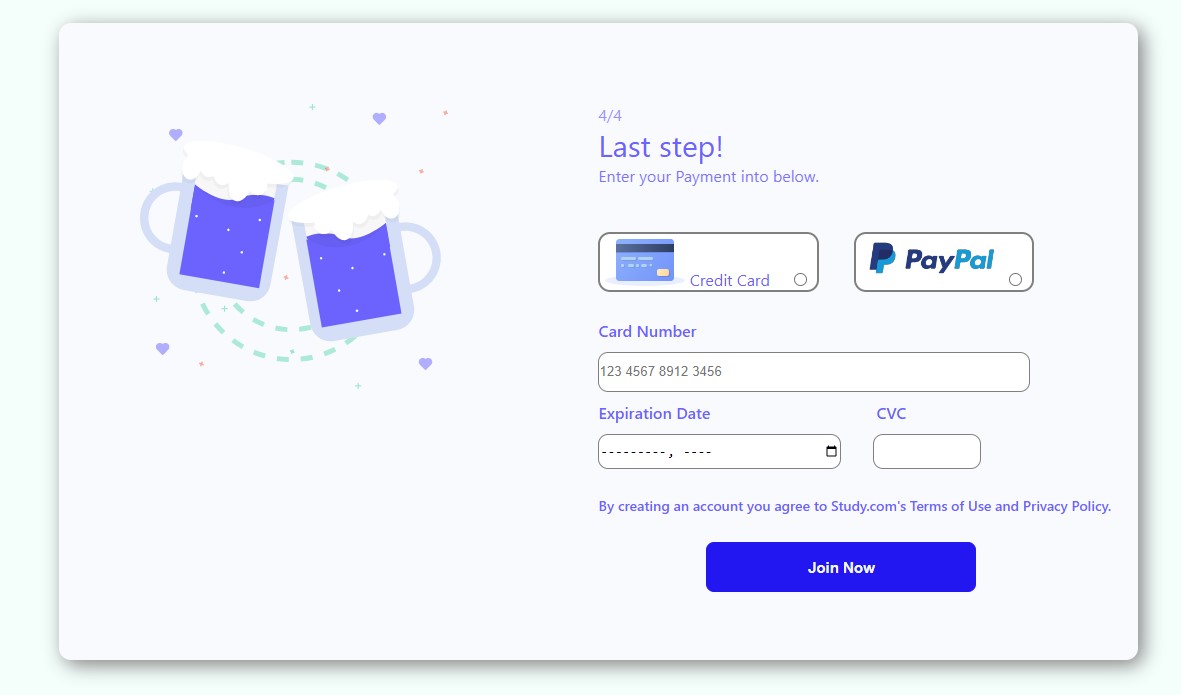 4/4
Last step!
Enter your Payment into below.
Credit Card
PayPal
Card Number
123 4567 8912 3456
Expiration Date
CVC
---------, ----
By creating an account you agree to Study.com's Terms of Use and Privacy Policy.
Join Now